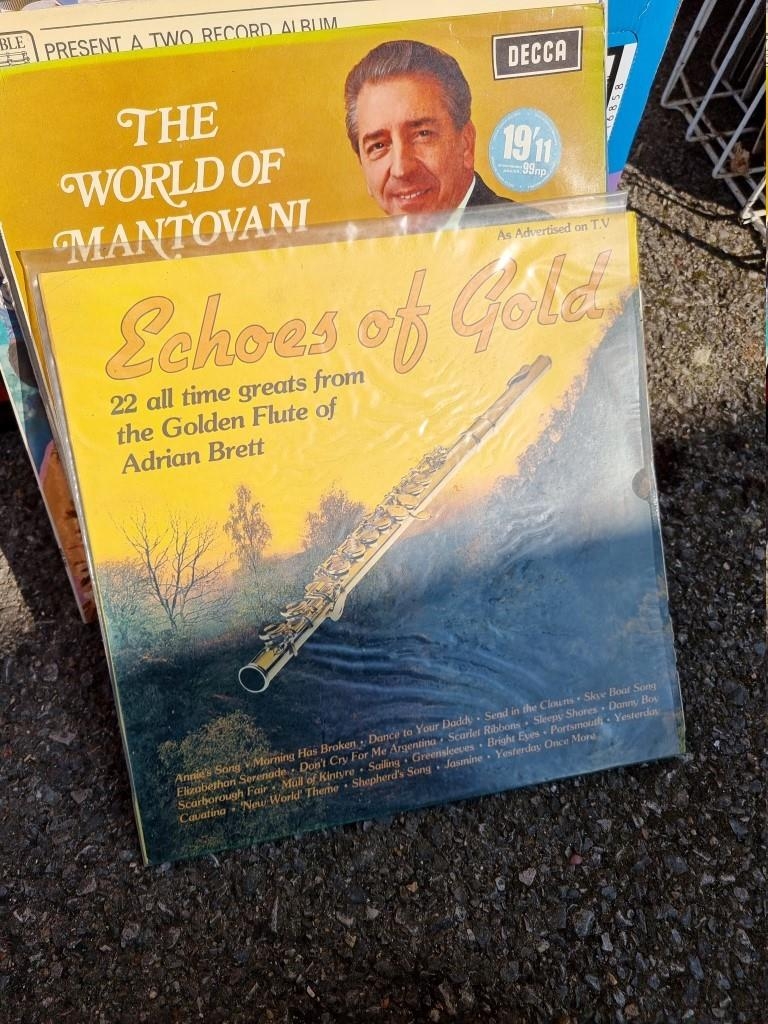 BLE
PRESENT A TWO RECORD ALBUM
DECCA
THE
WORLD OF
MANTOVANI
19'11
99np
7
16858
As Advertised on T.V
Echoes of Gold
22 all time greats from
the Golden Flute of
Adrian Brett
Annie's Song • Morning Has Broken • Dance to Your Daddy • Send in the Clowns • Skye Boat Song
Elizabethan Serenade • Don't Cry For Me Argentina • Scarlet Ribbons • Sleepy Shores • Danny Boy
Scarborough Fair • Mull of Kintyre • Sailing • Greensleeves • Bright Eyes • Portsmouth • Yesterday
Cavatina • 'New World' Theme • Shepherd's Song • Jasmine • Yesterday Once More